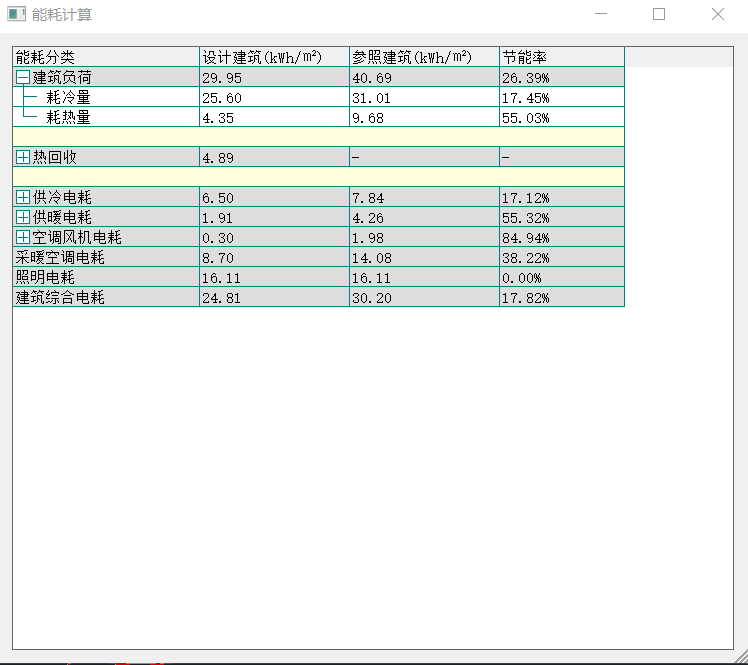 能耗计算
能耗分类 设计建筑(kWh/㎡) 参照建筑(kWh/㎡) 节能率
建筑负荷 29.95 40.69 26.39%
耗冷量 25.60 31.01 17.45%
耗热量 4.35 9.68 55.03%
热回收 4.89 - -
供冷电耗 6.50 7.84 17.12%
供暖电耗 1.91 4.26 55.32%
空调风机电耗 0.30 1.98 84.94%
采暖空调电耗 8.70 14.08 38.22%
照明电耗 16.11 16.11 0.00%
建筑综合电耗 24.81 30.20 17.82%